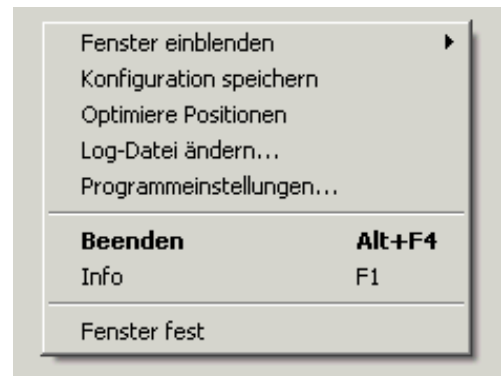 Fenster einblenden
Konfiguration speichern
Optimiere Positionen
Log-Datei ändern...
Programmeinstellungen...
Beenden Alt+F4
Info F1
Fenster fest